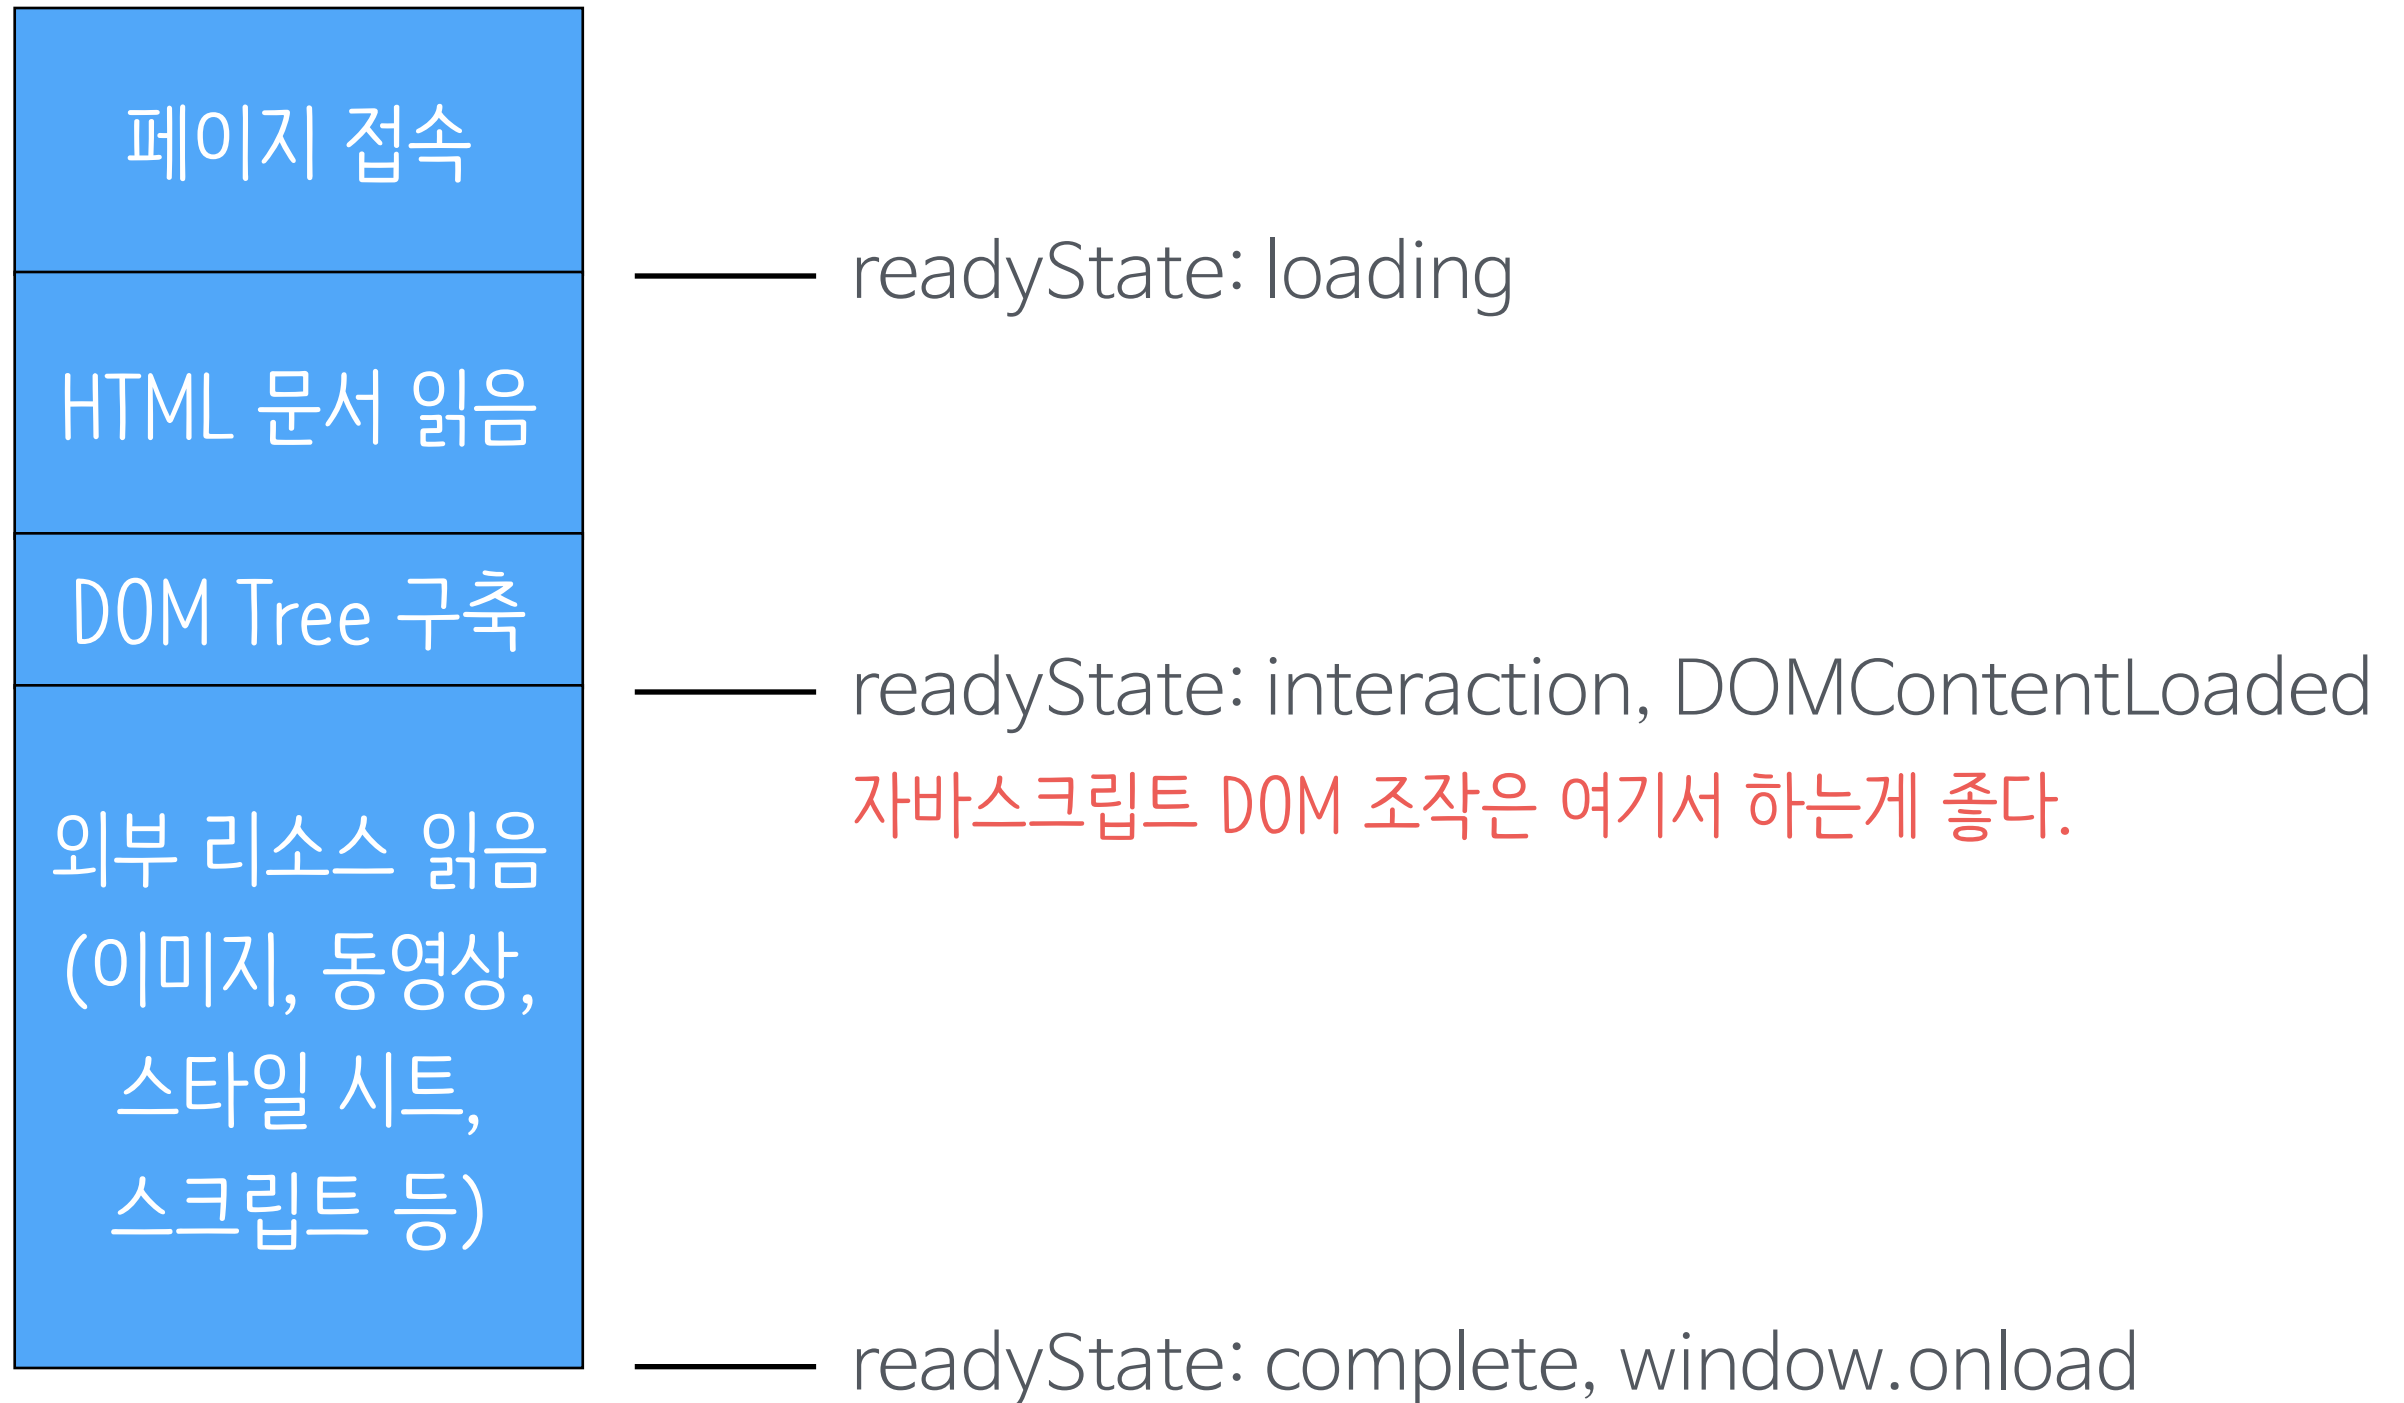 페이지 접속
readyState: loading
HTML 문서 읽음
DOM Tree 구축
readyState: interaction, DOMContentLoaded
자바스크립트 DOM 조작은 여기서 하는게 좋다.
외부 리소스 읽음
(이미지, 동영상,
스타일 시트,
스크립트 등)
readyState: complete, window.onload